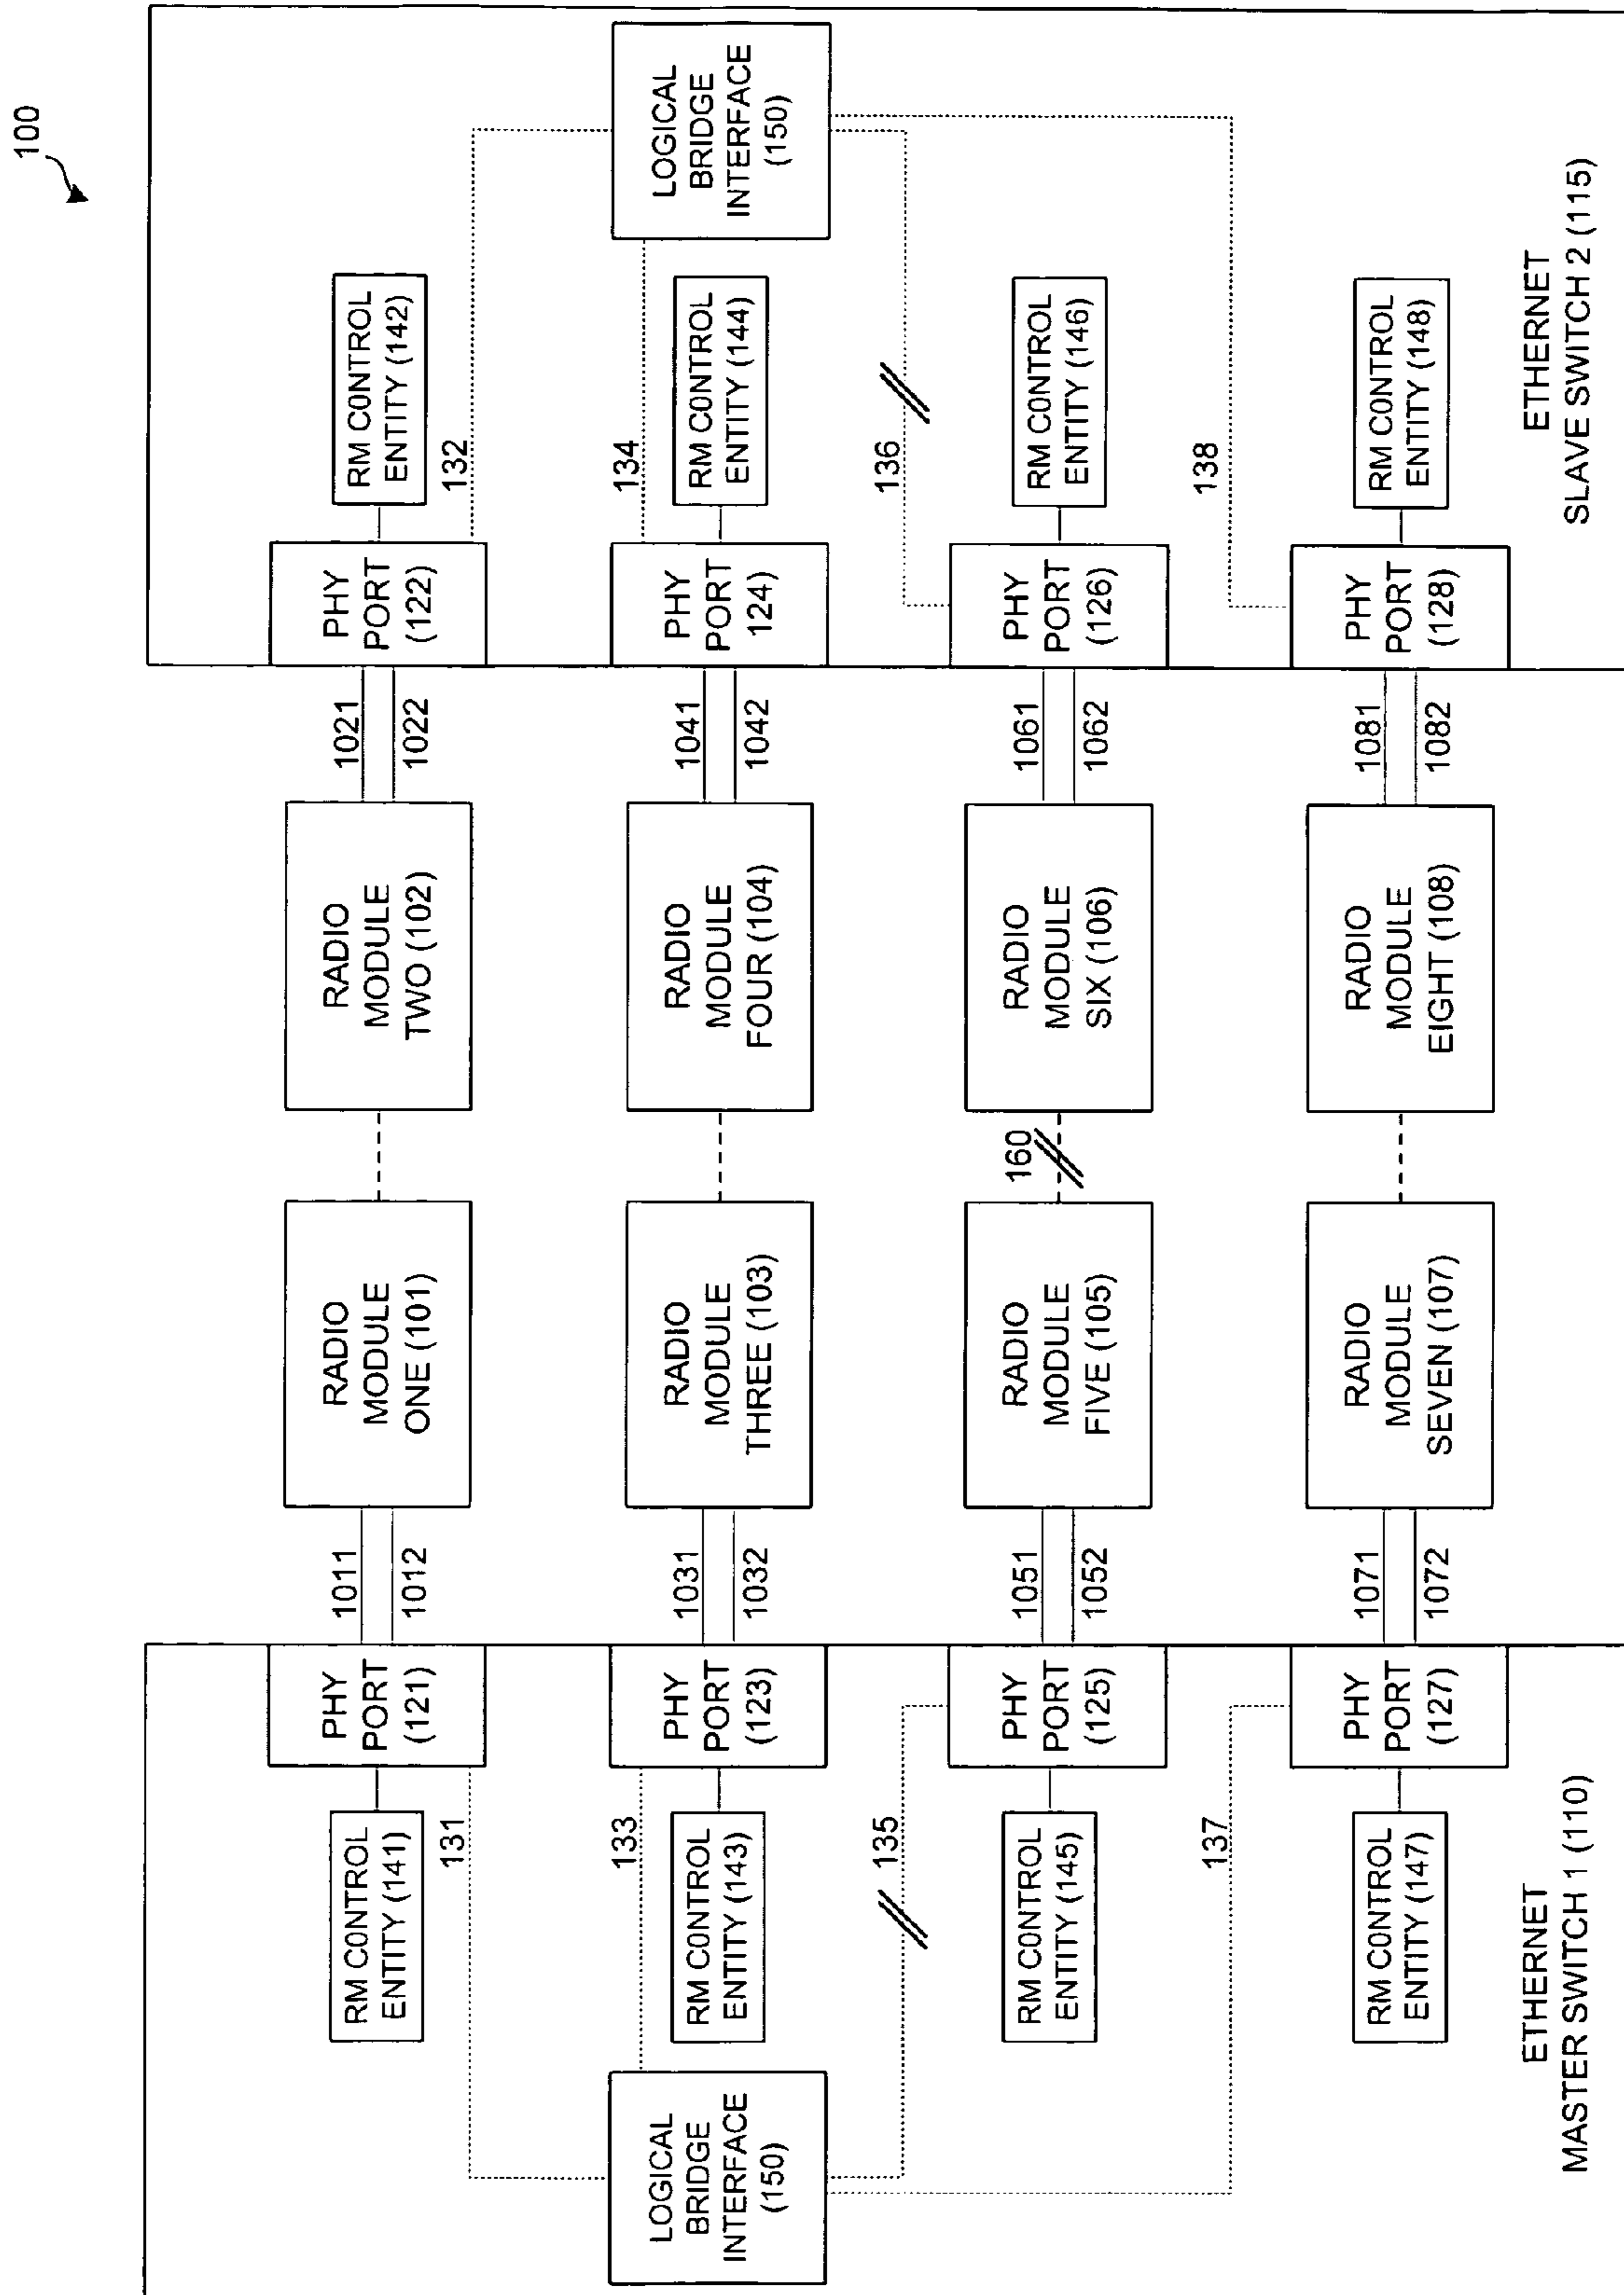 100
PHY
PORT
(121)
1011
1012
RADIO
MODULE
ONE (101)
RADIO
MODULE
TWO (102)
1021
1022
PHY
PORT
(122)
RM C0NTROL
ENTITY (141)
131
RM C0NTROL
ENTITY (142)
132
LOGICAL
BRIDGE
INTERFACE
(150)
133
RM C0NTROL
ENTITY (143)
PHY
PORT
(123)
1031
1032
RADIO
MODULE
THREE (103)
RADIO
MODULE
FOUR (104)
1041
1042
PHY
PORT
124)
134
RM C0NTROL
ENTITY (144)
LOGICAL
BRIDGE
INTERFACE
(150)
135
RM C0NTROL
ENTITY (145)
PHY
PORT
(125)
1051
1052
RADIO
MODULE
FIVE (105)
160
RADIO
MODULE
SIX (106)
1061
1062
PHY
PORT
(126)
136
RM C0NTROL
ENTITY (146)
137
RM C0NTROL
ENTITY (147)
PHY
PORT
(127)
1071
1072
RADIO
MODULE
SEVEN (107)
RADIO
MODULE
EIGHT (108)
1081
1082
PHY
PORT
(128)
138
RM C0NTROL
ENTITY (148)
ETHERNET
MASTER SWITCH 1 (110)
ETHERNET
SLAVE SWITCH 2 (115)